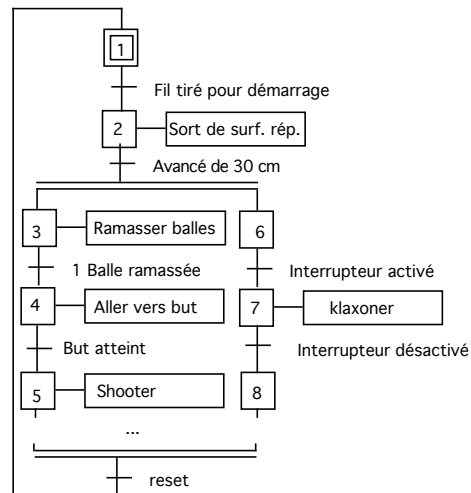 1
Fil tiré pour démarrage
2 Sort de surf. rép.
Avancé de 30 cm
3 Ramasser balles 6
1 Balle ramassée Interrupteur activé
4 Aller vers but 7 klaxoner
But atteint Interrupteur désactivé
5 Shooter 8
...
reset